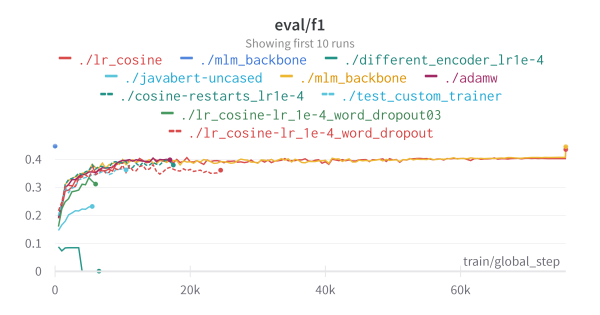 eval/f1
Showing first 10 runs
./lr_cosine ./mlm_backbone ./different_encoder_lr1e-4
./javabert-uncased ./mlm_backbone ./adamw
./cosine-restarts_lr1e-4 ./test_custom_trainer
./lr_cosine-lr_1e-4_word_dropout03
./lr_cosine-lr_1e-4_word_dropout
0.4
0.3
0.2
0.1
train/global_step
0
0 20k 40k 60k